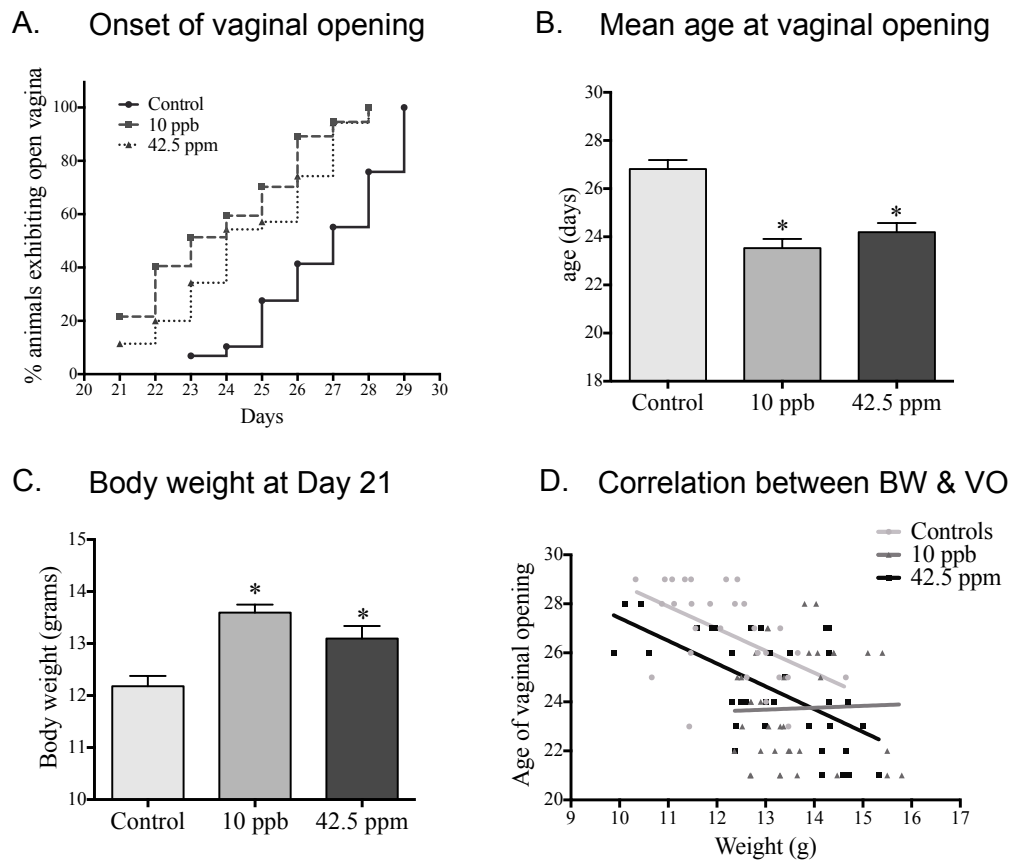 A. Onset of vaginal opening
% animals exhibiting open vagina
100
80
60
40
20
0
Control
10 ppb
42.5 ppm
20 21 22 23 24 25 26 27 28 29 30
Days
B. Mean age at vaginal opening
age (days)
30
28
26
24
22
20
18
* *
Control 10 ppb 42.5 ppm
C. Body weight at Day 21
Body weight (grams)
15
14
13
12
11
10
* *
Control 10 ppb 42.5 ppm
D. Correlation between BW & VO
Controls
10 ppb
42.5 ppm
Age of vaginal opening
30
28
26
24
22
20
9 10 11 12 13 14 15 16 17
Weight (g)